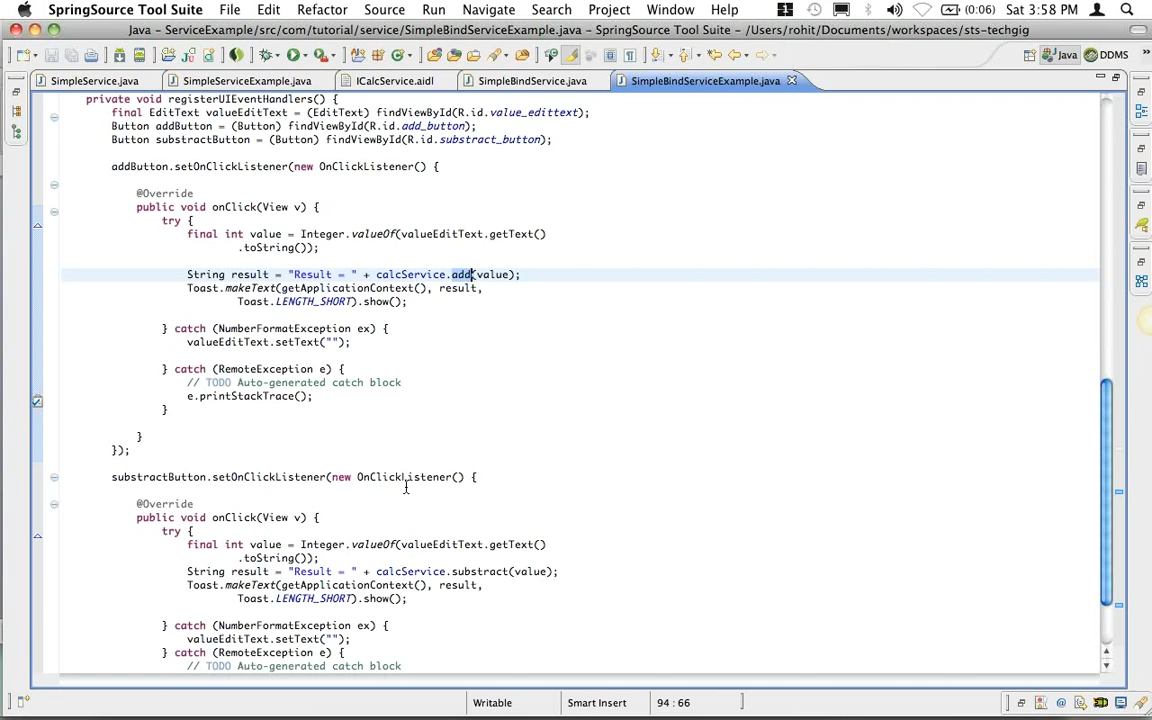 SpringSource Tool Suite File Edit Refactor Source Navigate Search Project Run Window Help (0:06) Sat 3:58 PM
Java – ServiceExample/src/com/tutorial/service/SimpleBindServiceExample.java – SpringSource Tool Suite – /Users/rohit/Documents/workspaces/sts-techgig
Java DDMS
SimpleService.java SimpleServiceExample.java ICalcService.aidl SimpleBindService.java SimpleBindServiceExample.java
private void registerUIEventHandlers() {
final EditText valueEditText = (EditText) findViewById(R.id.value_edittext);
Button addButton = (Button) findViewById(R.id.add_button);
Button substractButton = (Button) findViewById(R.id.substract_button);
addButton.setOnClickListener(new OnClickListener() {
@Override
public void onClick(View v) {
try {
final int value = Integer.valueOf(valueEditText.getText()
.toString());
String result = "Result = " + calcService.add(value);
Toast.makeText(getApplicationContext(), result,
Toast.LENGTH_SHORT).show();
} catch (NumberFormatException ex) {
valueEditText.setText("");
} catch (RemoteException e) {
// TODO Auto-generated catch block
e.printStackTrace();
}
}
});
substractButton.setOnClickListener(new OnClickListener() {
@Override
public void onClick(View v) {
try {
final int value = Integer.valueOf(valueEditText.getText()
.toString());
String result = "Result = " + calcService.substract(value);
Toast.makeText(getApplicationContext(), result,
Toast.LENGTH_SHORT).show();
} catch (NumberFormatException ex) {
valueEditText.setText("");
} catch (RemoteException e) {
// TODO Auto-generated catch block
Writable Smart Insert 94 : 66